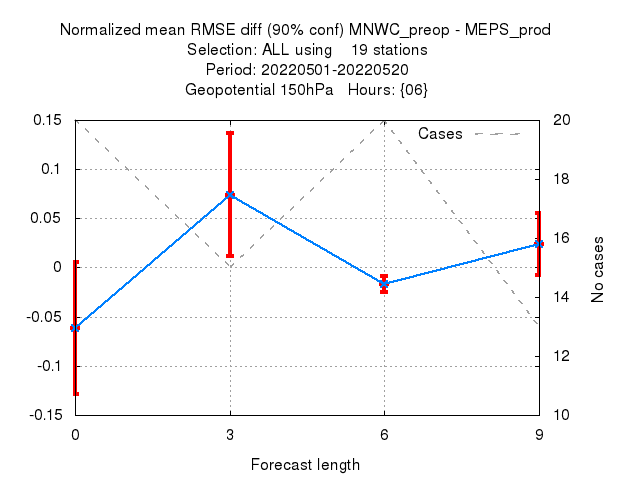 Normalized mean RMSE diff (90% conf) MNWC_preop - MEPS_prod
Selection: ALL using    19 stations
Period: 20220501-20220520
Geopotential 150hPa   Hours: {06}
Cases
0.15
0.1
0.05
0
-0.05
-0.1
-0.15
20
18
16
14
12
10
No cases
0
3
6
9
Forecast length